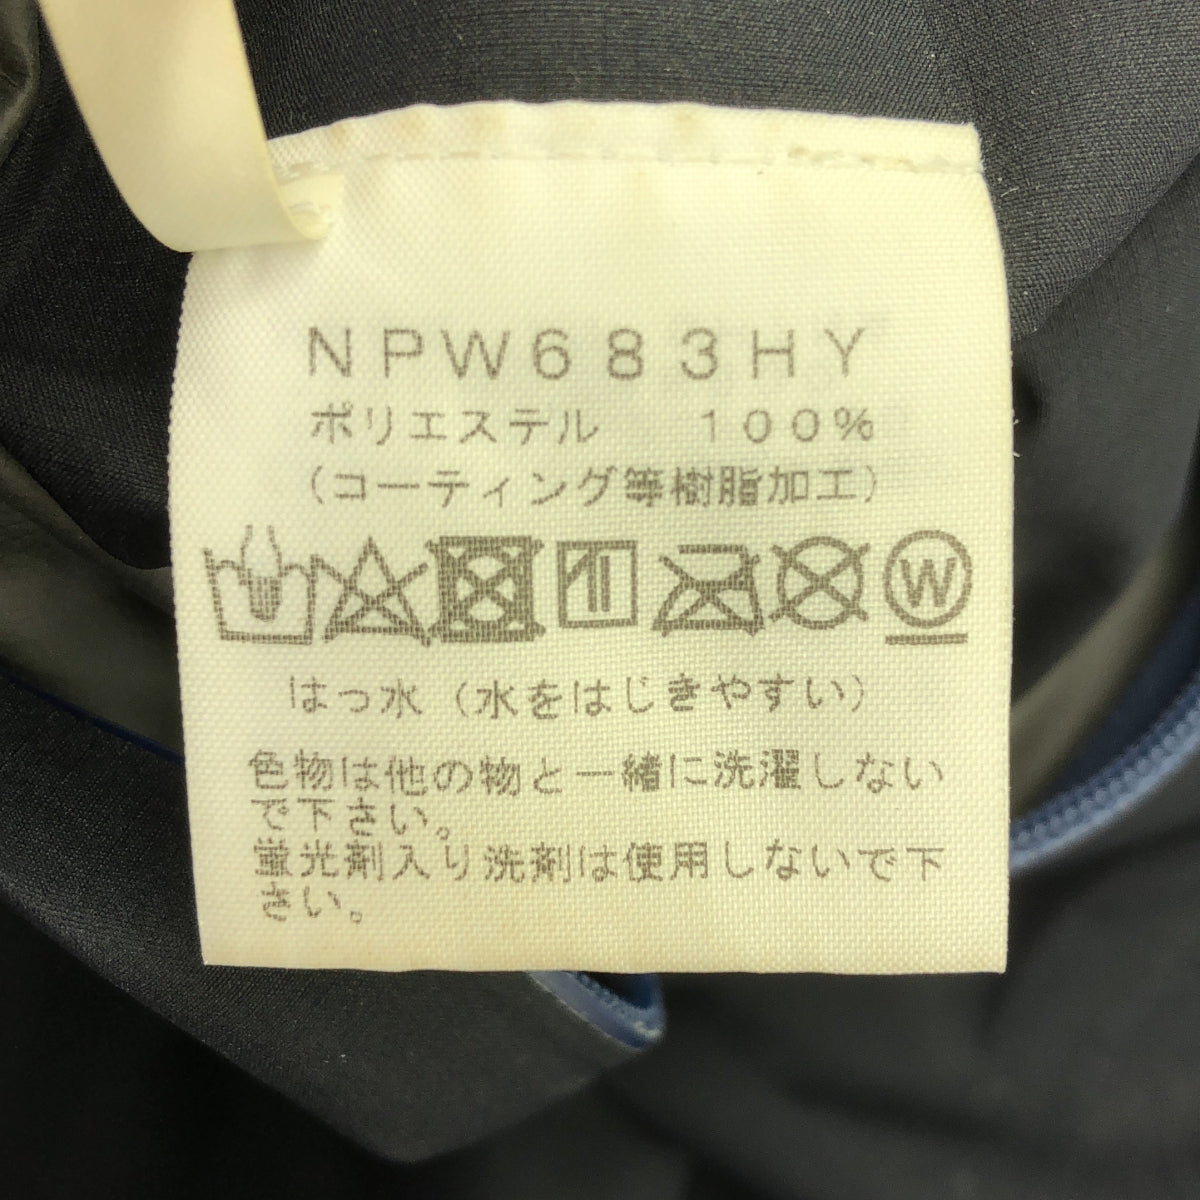 NPW683HY
ポリエステル 100%
(コーティング等樹脂加工)
W
はっ水(水をはじきやすい)
色物は他の物と一緒に洗濯しない
で下さい。
蛍光剤入り洗剤は使用しないで下
さい。